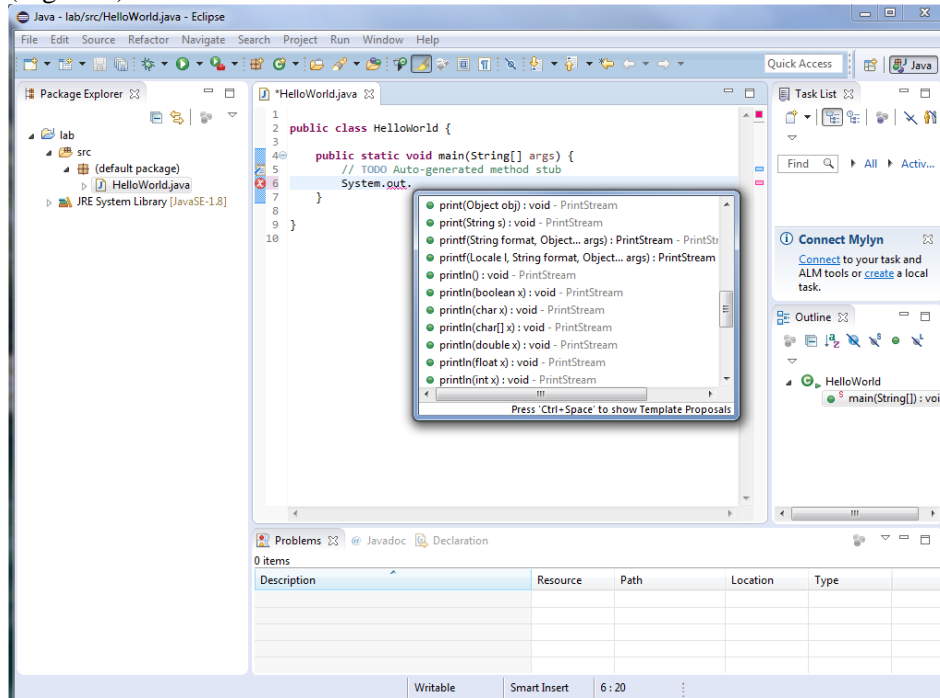 Java - lab/src/HelloWorld.java - Eclipse
File Edit Source Refactor Navigate Search Project Run Window Help
Quick Access
Java
Package Explorer
lab
src
(default package)
HelloWorld.java
JRE System Library [JavaSE-1.8]
*HelloWorld.java
1
2 public class HelloWorld {
3
4 public static void main(String[] args) {
5 // TODO Auto-generated method stub
6 System.out.
7 }
8
9 }
10
print(Object obj) : void - PrintStream
print(String s) : void - PrintStream
printf(String format, Object... args) : PrintStream - PrintStr
printf(Locale l, String format, Object... args) : PrintStream
println() : void - PrintStream
println(boolean x) : void - PrintStream
println(char x) : void - PrintStream
println(char[] x) : void - PrintStream
println(double x) : void - PrintStream
println(float x) : void - PrintStream
println(int x) : void - PrintStream
Press 'Ctrl+Space' to show Template Proposals
Task List
Find All Activ...
Connect Mylyn
Connect to your task and
ALM tools or create a local
task.
Outline
HelloWorld
main(String[]) : voi
Problems Javadoc Declaration
0 items
Description Resource Path Location Type
Writable Smart Insert 6 : 20